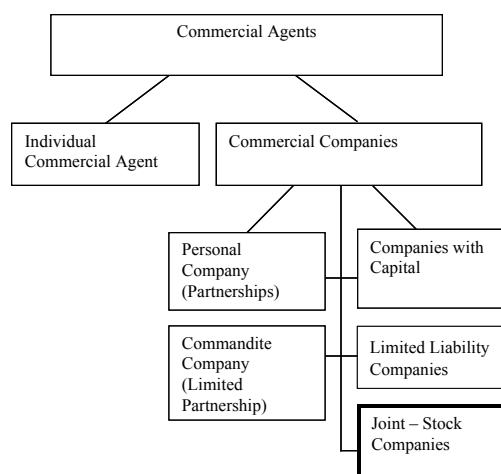 Commercial Agents
Individual
Commercial Agent
Commercial Companies
Personal
Company
(Partnerships)
Companies with
Capital
Commandite
Company
(Limited
Partnership)
Limited Liability
Companies
Joint – Stock
Companies